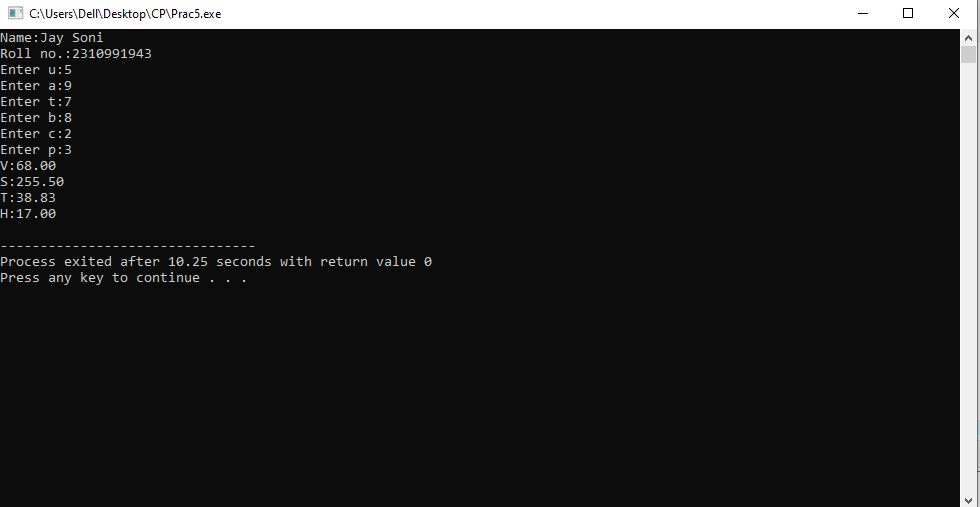 C:\Users\Dell\Desktop\CP\Prac5.exe
Name:Jay Soni
Roll no.:2310991943
Enter u:5
Enter a:9
Enter t:7
Enter b:8
Enter c:2
Enter p:3
V:68.00
S:255.50
T:38.83
H:17.00
--------------------------------
Process exited after 10.25 seconds with return value 0
Press any key to continue . . .